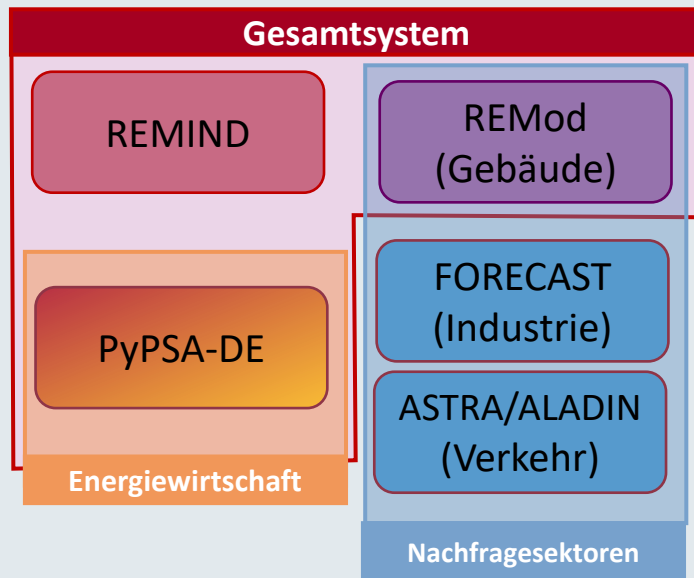 Gesamtsystem
REMIND
REMod
(Gebäude)
PyPSA-DE
FORECAST
(Industrie)
ASTRA/ALADIN
(Verkehr)
Energiewirtschaft
Nachfragesektoren